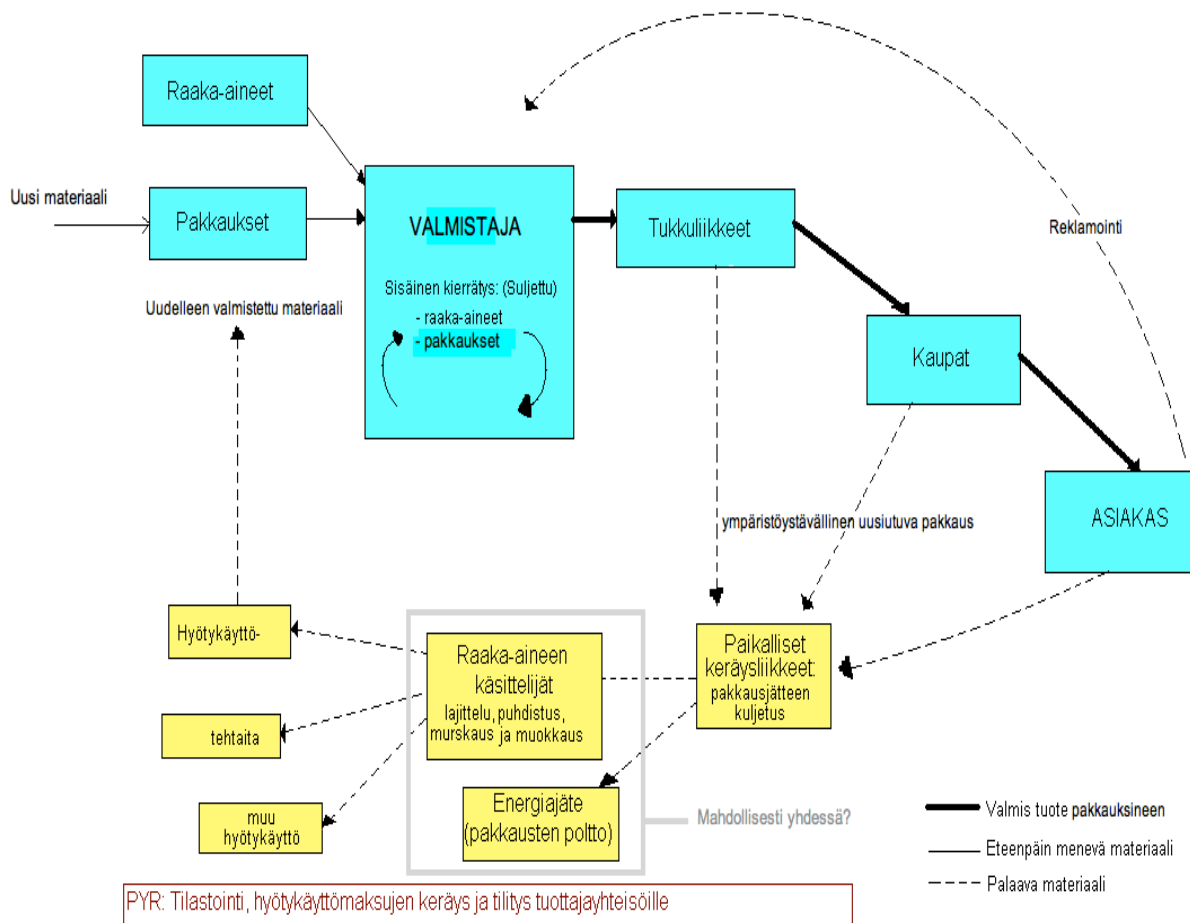 Raaka-aineet
Uusi materiaali
Pakkaukset
VALMISTAJA
Sisäinen kierrätys: (Suljettu)
- raaka-aineet
- pakkaukset
Tukkuliikkeet
Reklamointi
Kaupat
ASIAKAS
Uudelleen valmistettu materiaali
ympäristöystävällinen uusiutuva pakkaus
Hyötykäyttö-
tehtaita
muu
hyötykäyttö
Raaka-aineen
käsittelijät
lajittelu, puhdistus,
murskaus ja muokkaus
Energiajäte
(pakkausten poltto)
Paikalliset
keräysliikkeet:
pakkausjätteen
kuljetus
Mahdollisesti yhdessä?
Valmis tuote pakkauksineen
Eteenpäin menevä materiaali
Palaava materiaali
PYR: Tilastointi, hyötykäyttömaksujen keräys ja tilitys tuottajayhteisöille